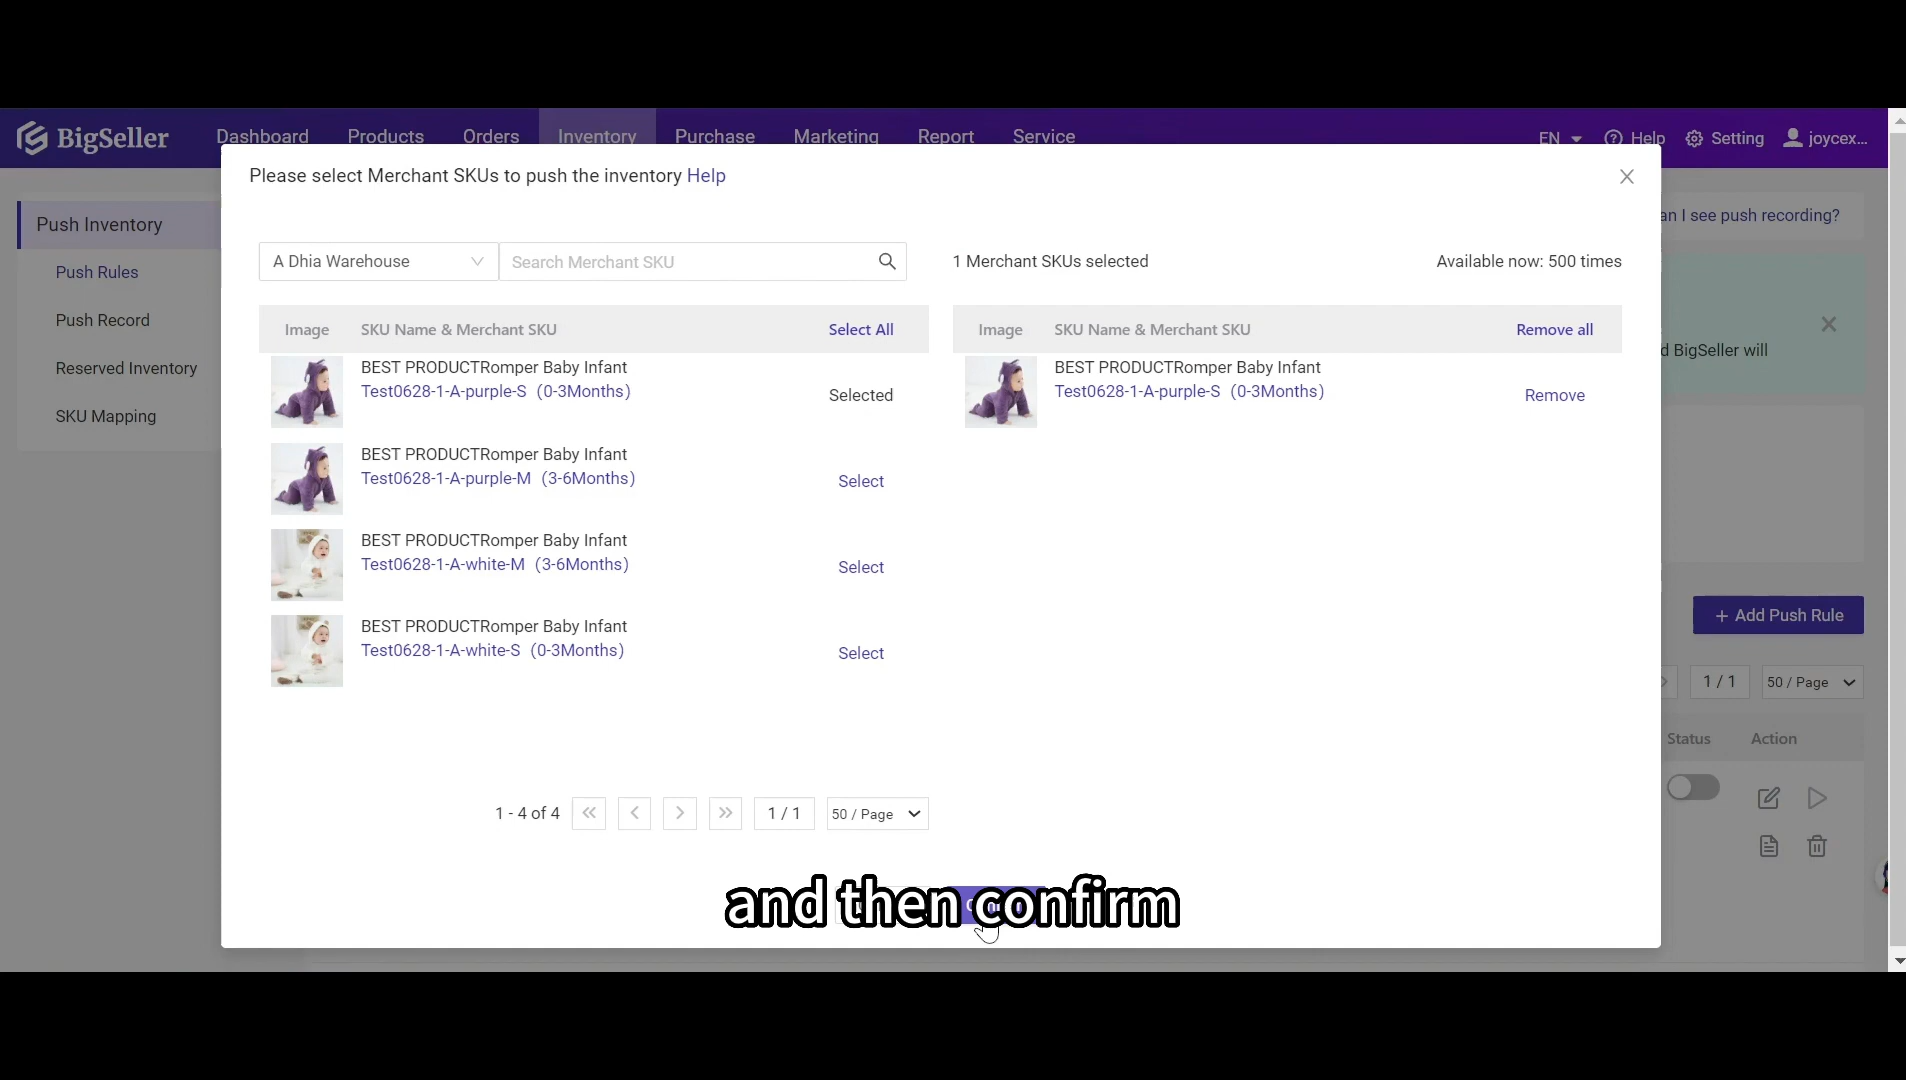 BigSeller
Dashboard Products Orders Inventory Purchase Marketing Report Service
EN Help Setting joycex...
Please select Merchant SKUs to push the inventory Help
Push Inventory
Push Rules
Push Record
Reserved Inventory
SKU Mapping
an I see push recording?
d BigSeller will
A Dhia Warehouse
Search Merchant SKU
1 Merchant SKUs selected
Available now: 500 times
Image SKU Name & Merchant SKU Select All
BEST PRODUCTRomper Baby Infant
Test0628-1-A-purple-S (0-3Months)
Selected
BEST PRODUCTRomper Baby Infant
Test0628-1-A-purple-M (3-6Months)
Select
BEST PRODUCTRomper Baby Infant
Test0628-1-A-white-M (3-6Months)
Select
BEST PRODUCTRomper Baby Infant
Test0628-1-A-white-S (0-3Months)
Select
Image SKU Name & Merchant SKU Remove all
BEST PRODUCTRomper Baby Infant
Test0628-1-A-purple-S (0-3Months)
Remove
+ Add Push Rule
1 / 1 50 / Page
Status Action
1 - 4 of 4 1 / 1 50 / Page
and then confirm